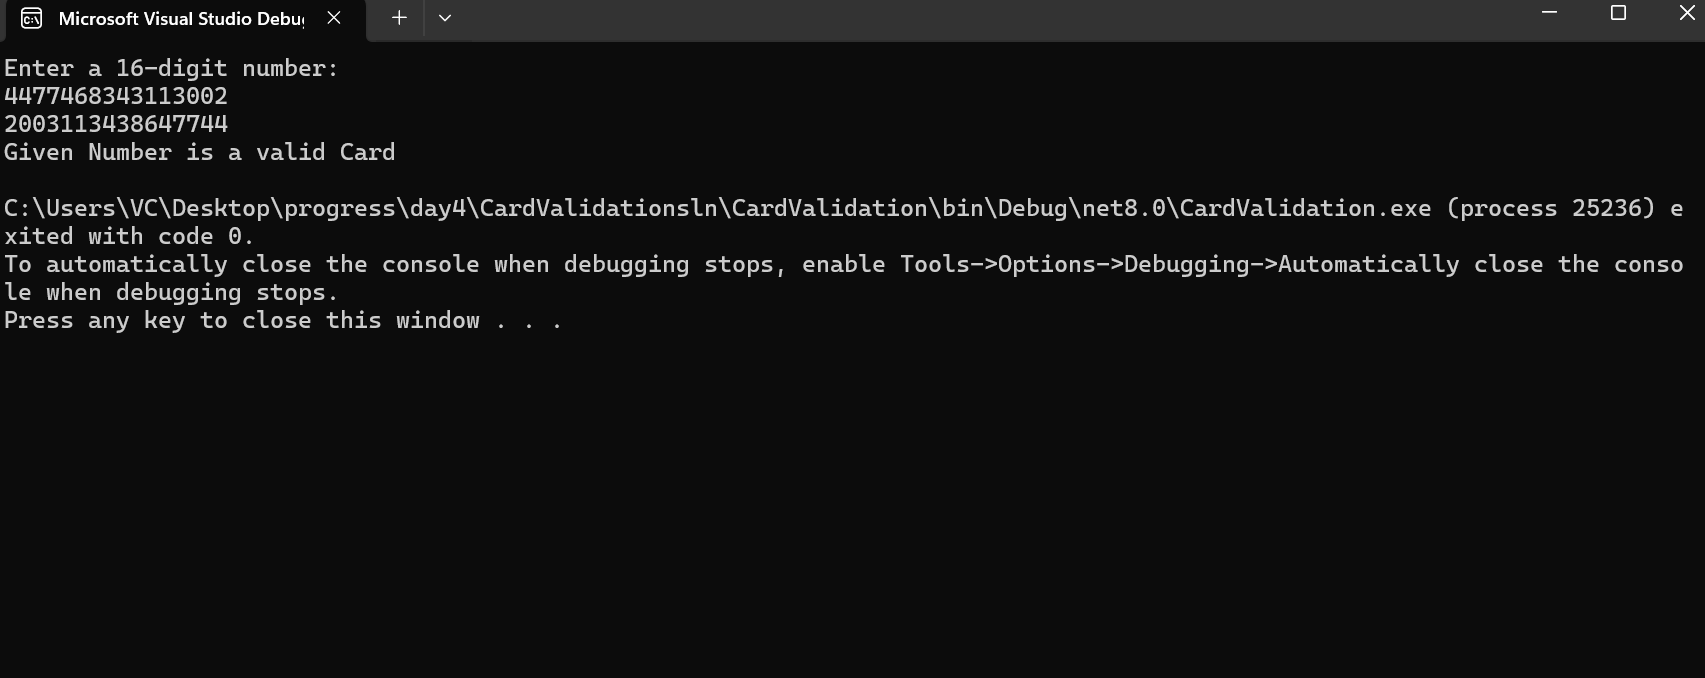 Microsoft Visual Studio Debu
Enter a 16-digit number:
4477468343113002
2003113438647744
Given Number is a valid Card
C:\Users\VC\Desktop\progress\day4\CardValidationsln\CardValidation\bin\Debug\net8.0\CardValidation.exe (process 25236) e
xited with code 0.
To automatically close the console when debugging stops, enable Tools->Options->Debugging->Automatically close the conso
le when debugging stops.
Press any key to close this window . . .